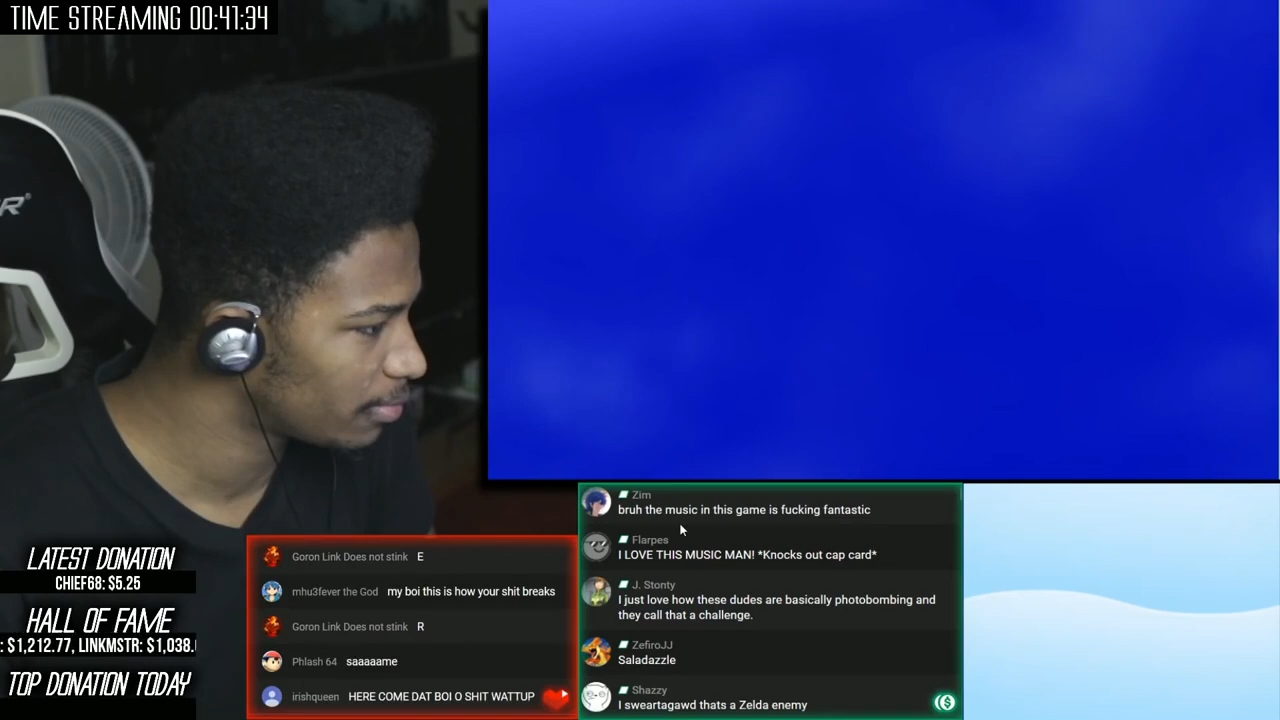 TIME STREAMING 00:41:34
R®
LATEST DONATION
CHIEF68: $5.25
HALL OF FAME
: $1,212.77, LINKMSTR: $1,038.
TOP DONATION TODAY
Goron Link Does not stink E
mhu3fever the God my boi this is how your shit breaks
Goron Link Does not stink R
Phlash 64 saaaaame
irishqueen HERE COME DAT BOI O SHIT WATTUP
Zim
bruh the music in this game is fucking fantastic
Flarpes
I LOVE THIS MUSIC MAN! *Knocks out cap card*
J. Stonty
I just love how these dudes are basically photobombing and
they call that a challenge.
ZefiroJJ
Saladazzle
Shazzy
I sweartagawd thats a Zelda enemy